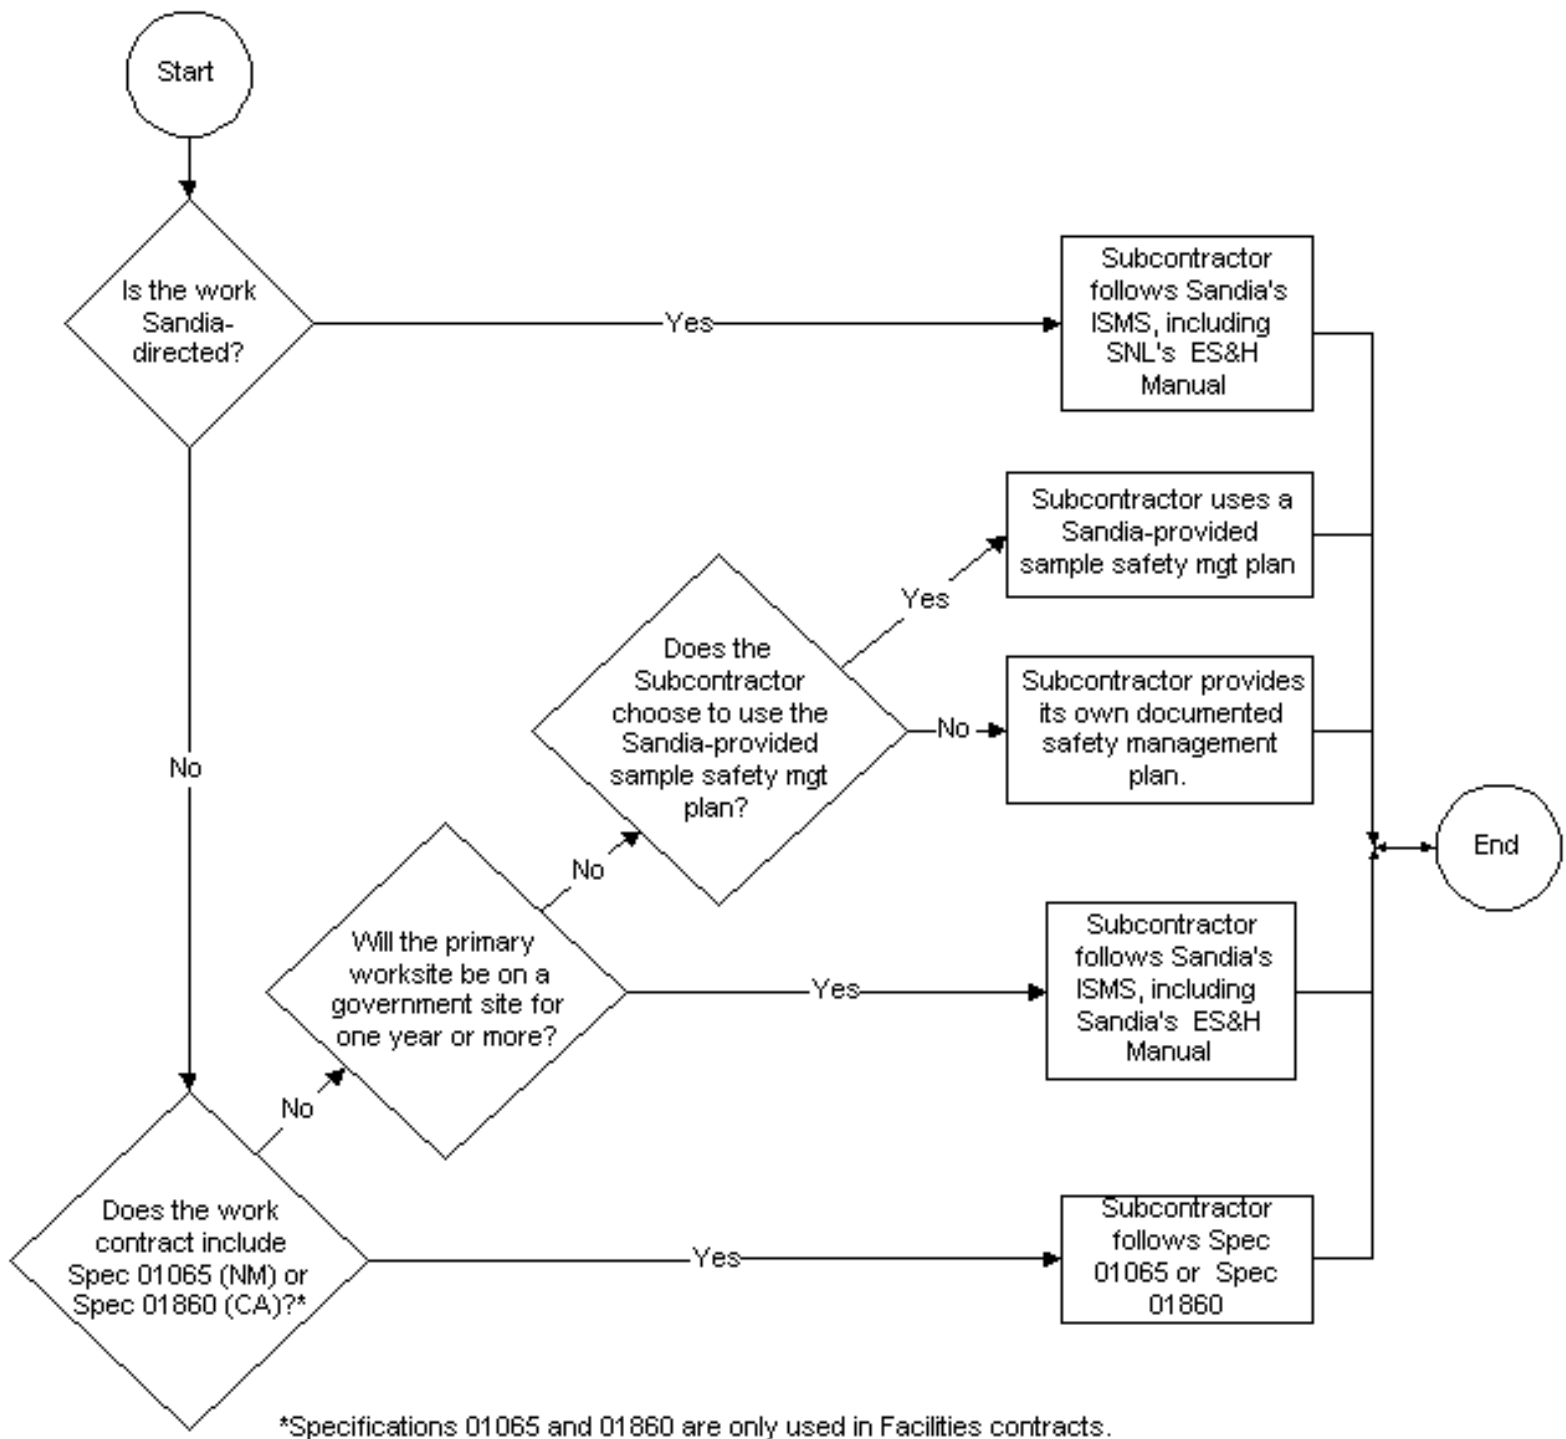 Start
Is the work
Sandia-
directed?
Yes
Subcontractor
follows Sandia's
ISMS, including
SNL's ES&H
Manual
No
Does the work
contract include
Spec 01065 (NM) or
Spec 01860 (CA)?*
No
Will the primary
worksite be on a
government site for
one year or more?
No
Does the
Subcontractor
choose to use the
Sandia-provided
sample safety mgt
plan?
Yes
Subcontractor uses a
Sandia-provided
sample safety mgt plan
No
Subcontractor provides
its own documented
safety management
plan.
Yes
Subcontractor
follows Sandia's
ISMS, including
Sandia's ES&H
Manual
Yes
Subcontractor
follows Spec
01065 or Spec
01860
End
*Specifications 01065 and 01860 are only used in Facilities contracts.